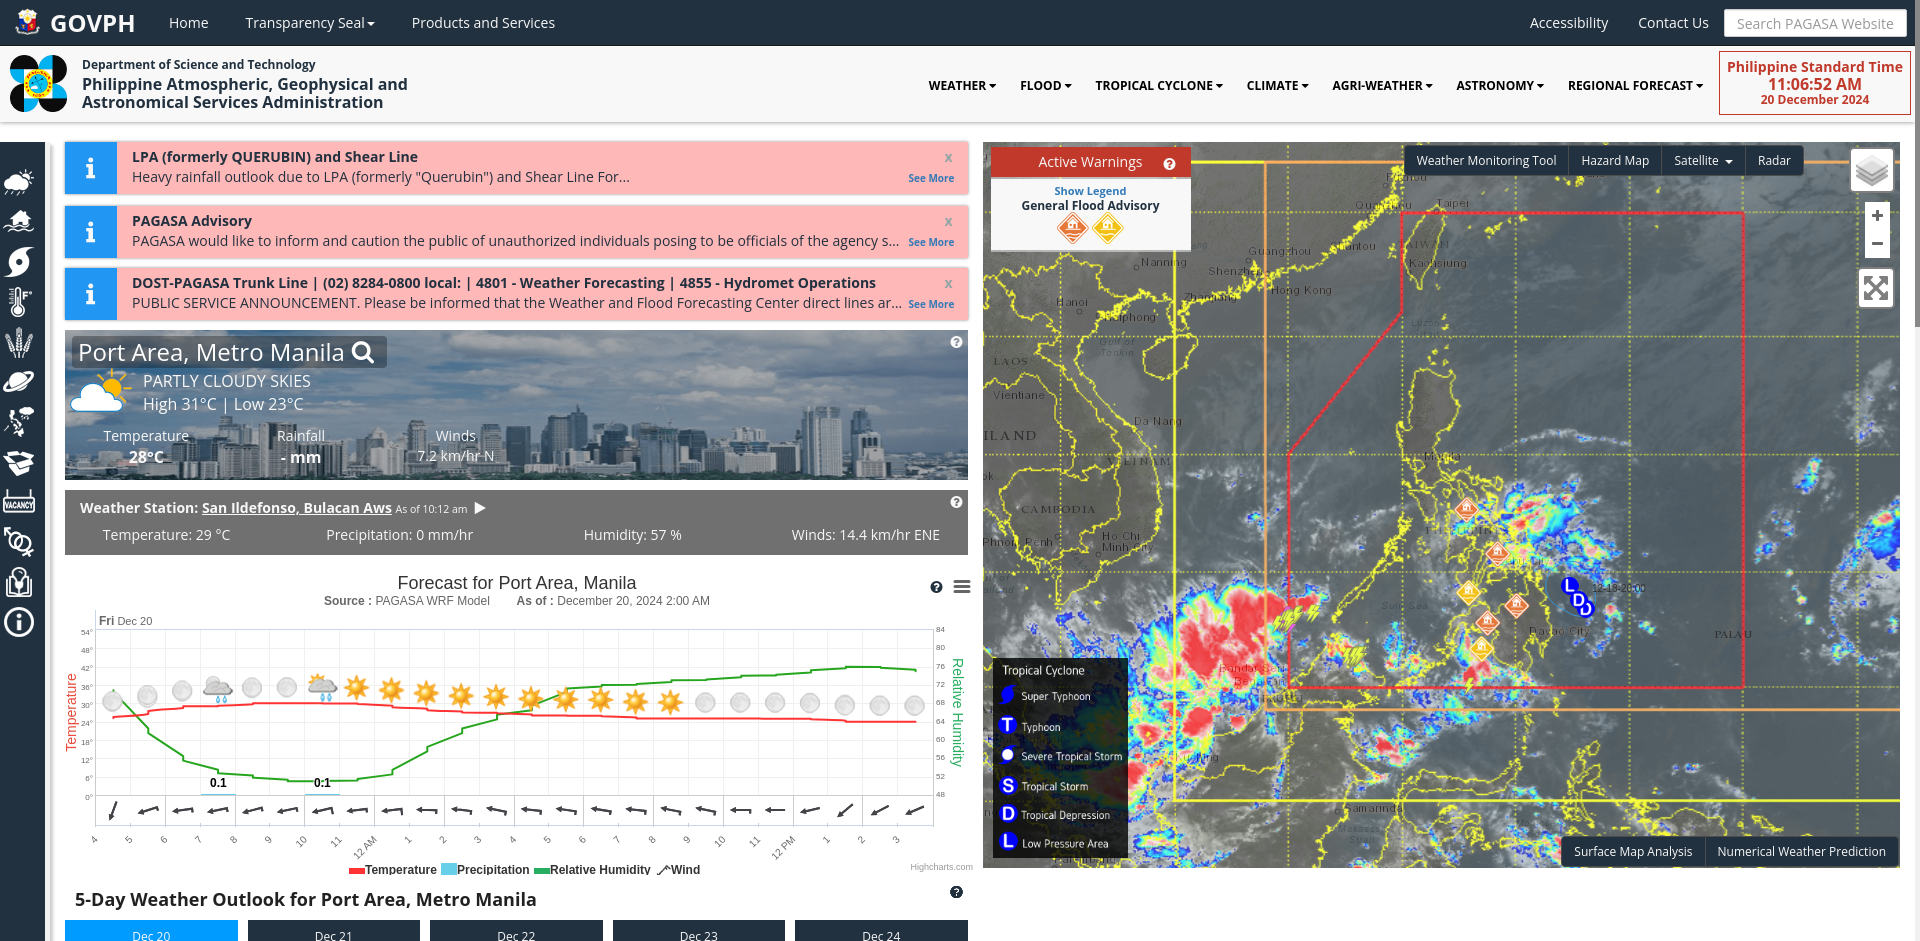 GOVPH
Home
Transparency Seal
Products and Services
Accessibility
Contact Us
Search PAGASA Website
Department of Science and Technology
Philippine Atmospheric, Geophysical and
Astronomical Services Administration
WEATHER
FLOOD
TROPICAL CYCLONE
CLIMATE
AGRI-WEATHER
ASTRONOMY
REGIONAL FORECAST
Philippine Standard Time
11:06:52 AM
20 December 2024
LPA (formerly QUERUBIN) and Shear Line
x
Heavy rainfall outlook due to LPA (formerly "Querubin") and Shear Line For...
See More
PAGASA Advisory
x
PAGASA would like to inform and caution the public of unauthorized individuals posing to be officials of the agency s...
See More
DOST-PAGASA Trunk Line | (02) 8284-0800 local: | 4801 - Weather Forecasting | 4855 - Hydromet Operations
x
PUBLIC SERVICE ANNOUNCEMENT. Please be informed that the Weather and Flood Forecasting Center direct lines ar...
See More
Port Area, Metro Manila
PARTLY CLOUDY SKIES
High 31°C | Low 23°C
Temperature
28°C
Rainfall
- mm
Winds
7.2 km/hr N
Weather Station: San Ildefonso, Bulacan Aws As of 10:12 am
Temperature: 29 °C
Precipitation: 0 mm/hr
Humidity: 57 %
Winds: 14.4 km/hr ENE
VACANCY
Forecast for Port Area, Manila
Source : PAGASA WRF Model As of : December 20, 2024 2:00 AM
Fri Dec 20
Temperature
54°
48°
42°
36°
30°
24°
18°
12°
6°
0°
84
80
76
72
68
64
60
56
52
48
Relative Humidity
0.1
0.1
4 5 6 7 8 9 10 11 12 AM 1 2 3 4 5 6 7 8 9 10 11 12 PM 1 2 3
Temperature
Precipitation
Relative Humidity
Wind
Highcharts.com
5-Day Weather Outlook for Port Area, Metro Manila
Dec 20
Dec 21
Dec 22
Dec 23
Dec 24
Active Warnings
Show Legend
General Flood Advisory
Weather Monitoring Tool
Hazard Map
Satellite
Radar
+
−
Taipei
TAIWAN
Kaohsiung
Guangzhou
Shantou
Nanning
Shenzhen
Hong Kong
Zhanjiang
Hanoi
Haiphong
Gulf of
Tonkin
LAOS
Vientiane
Luzon
Da Nang
ILAND
VIETNAM
Manila
CAMBODIA
Phnom Penh
Ho Chi
Minh City
Sulu Sea
Davao City
PALAU
12-18-20:00
L
D
D
Samarinda
Tropical Cyclone
Super Typhoon
T Typhoon
Severe Tropical Storm
S Tropical Storm
D Tropical Depression
L Low Pressure Area
Surface Map Analysis
Numerical Weather Prediction